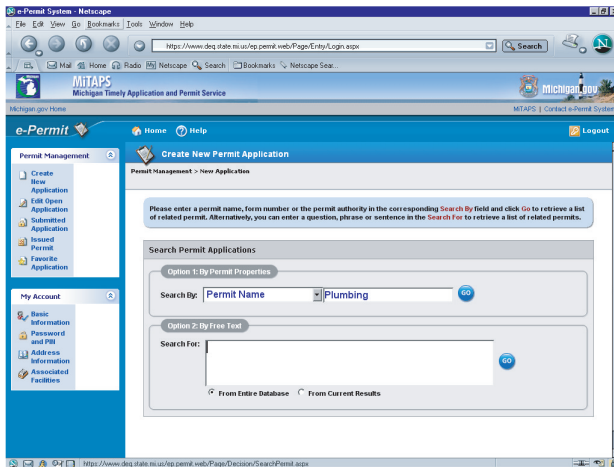 e-Permit System - Netscape
File Edit View Go Bookmarks Tools Window Help
https://www.deq.state.mi.us/ep.permit.web/Page/Entry/Login.aspx
Search
Mail Home Radio My Netscape Search Bookmarks Netscape Sear...
MiTAPS
Michigan Timely Application and Permit Service
Michigan.gov
Michigan.gov Home
MiTAPS | Contact e-Permit System
e-Permit
Home Help
Logout
Permit Management
Create New Application
Edit Open Application
Submitted Application
Issued Permit
Favorite Application
My Account
Basic Information
Password and PIN
Address Information
Associated Facilities
Create New Permit Application
Permit Management > New Application
Please enter a permit name, form number or the permit authority in the corresponding Search By field and click Go to retrieve a list
of related permit. Alternatively, you can enter a question, phrase or sentence in the Search For to retrieve a list of related permits.
Search Permit Applications
Option 1: By Permit Properties
Search By: Permit Name Plumbing GO
Option 2: By Free Text
Search For:
GO
From Entire Database From Current Results
https://www.deq.state.mi.us/ep.permit.web/Page/Decision/SearchPermit.aspx